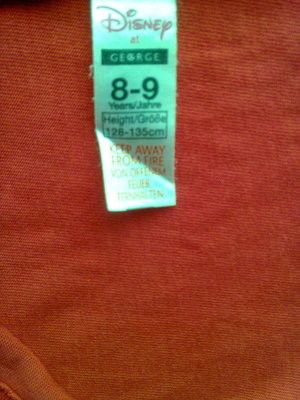 DISNEY
at
GEORGE
8-9
Years/Jahre
Height/Größe
128-135cm
KEEP AWAY
FROM FIRE
VON OFFENEM
FEUER
FERNHALTEN